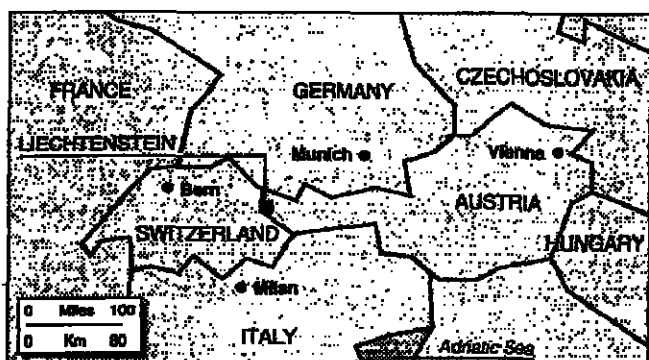 FRANCE
GERMANY
CZECHOSLOVAKIA
LIECHTENSTEIN
Munich
Vienna
Bern
AUSTRIA
SWITZERLAND
HUNGARY
Milan
0 Miles 100
0 Km 80
ITALY
Adriatic Sea